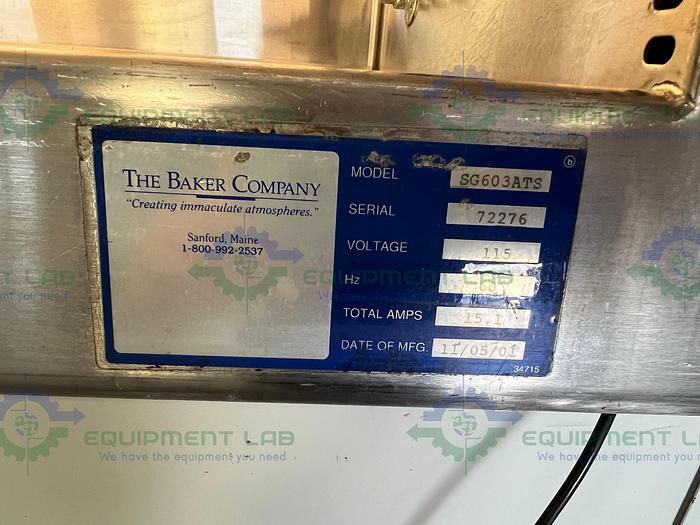 THE BAKER COMPANY
"Creating immaculate atmospheres."
Sanford, Maine
1-800-992-2537
b
MODEL SG603ATS
SERIAL 72276
VOLTAGE 115
Hz 60
TOTAL AMPS 15.1
DATE OF MFG. 11/05/01
34715
EQUIPMENT LAB
We have the equipment you need
EQUIPMENT LAB
We have the equipment you need